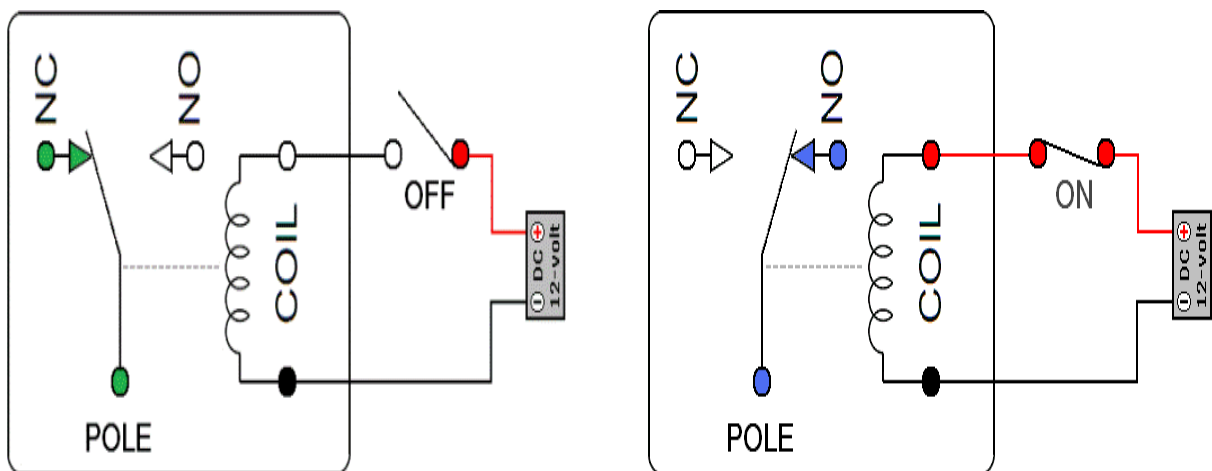 NC
NO
OFF
COIL
⊖ DC ⊕
12-volt
POLE
NC
NO
ON
COIL
⊖ DC ⊕
12-volt
POLE